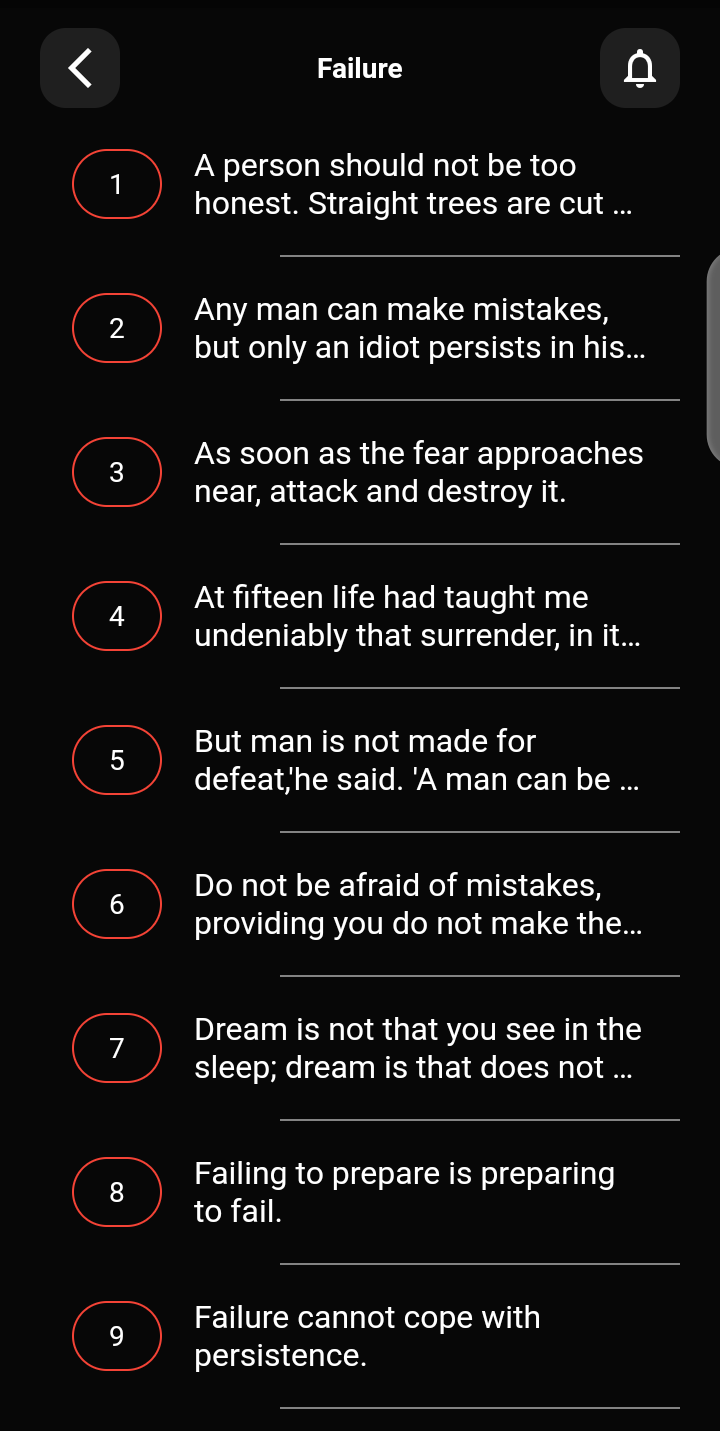 Failure
1
A person should not be too
honest. Straight trees are cut ...
2
Any man can make mistakes,
but only an idiot persists in his...
3
As soon as the fear approaches
near, attack and destroy it.
4
At fifteen life had taught me
undeniably that surrender, in it...
5
But man is not made for
defeat,'he said. 'A man can be ...
6
Do not be afraid of mistakes,
providing you do not make the...
7
Dream is not that you see in the
sleep; dream is that does not ...
8
Failing to prepare is preparing
to fail.
9
Failure cannot cope with
persistence.